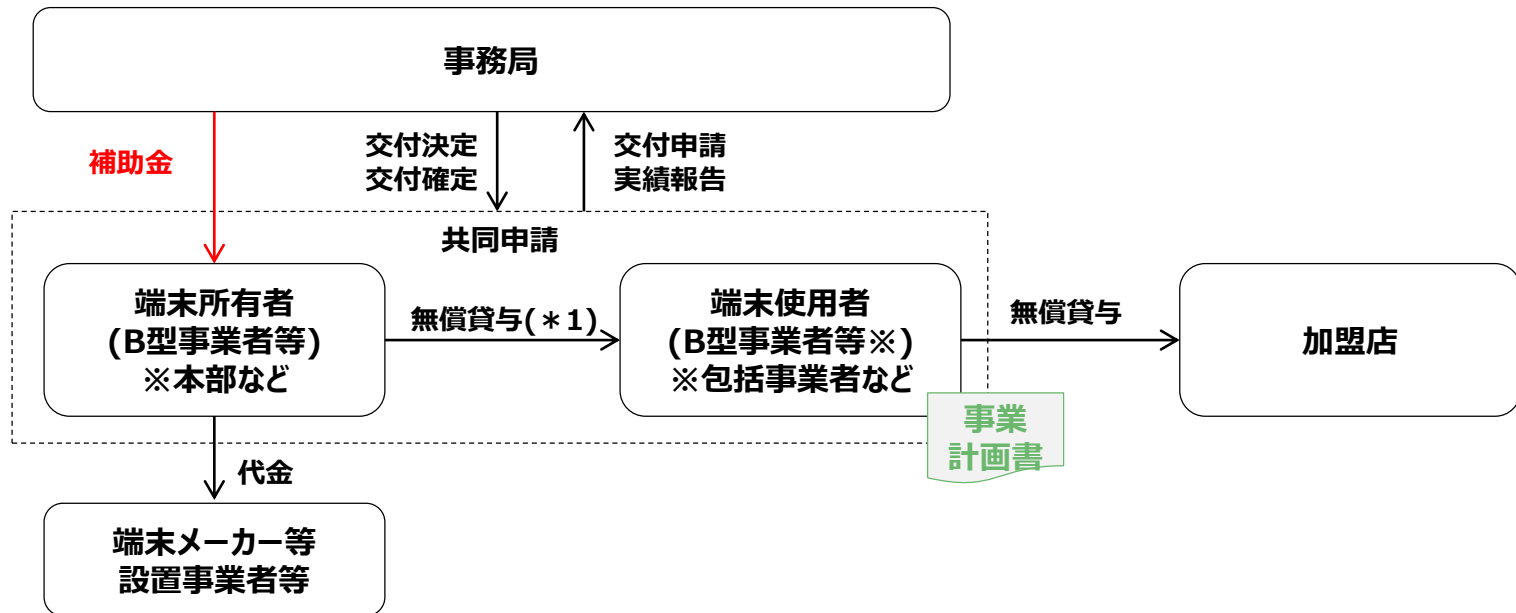 事務局
補助金
交付決定
交付確定
交付申請
実績報告
共同申請
端末所有者
(B型事業者等)
※本部など
無償貸与(＊1)
端末使用者
(B型事業者等※)
※包括事業者など
無償貸与
加盟店
事業
計画書
代金
端末メーカー等
設置事業者等